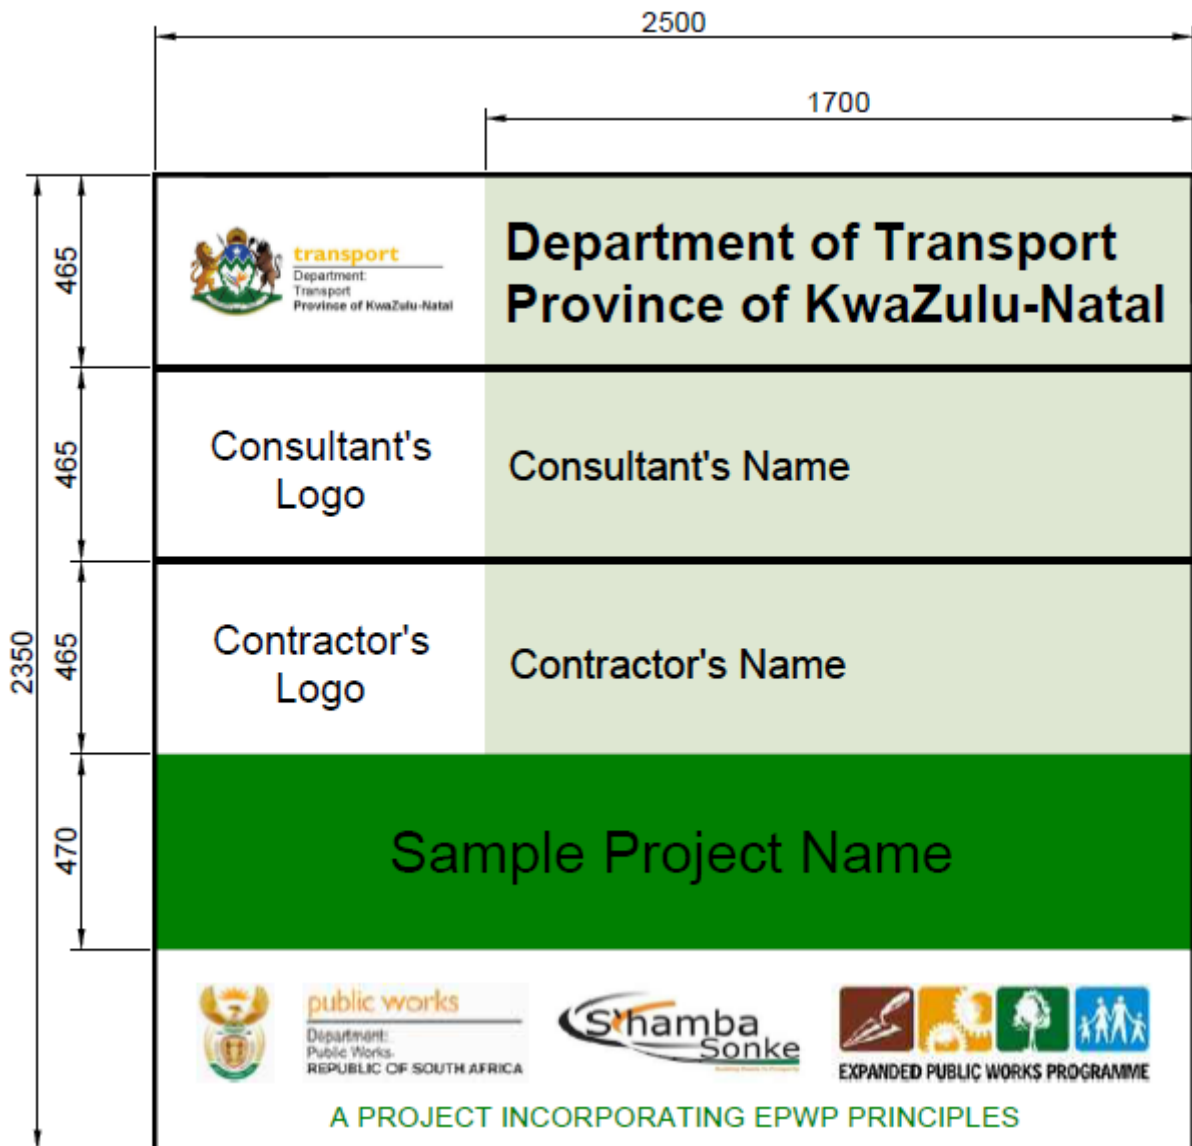 2500
1700
465
transport
Department:
Transport
Province of KwaZulu-Natal
Department of Transport
Province of KwaZulu-Natal
465
Consultant's
Logo
Consultant's Name
2350
465
Contractor's
Logo
Contractor's Name
470
Sample Project Name
public works
Department:
Public Works
REPUBLIC OF SOUTH AFRICA
S'hamba
Sonke
EXPANDED PUBLIC WORKS PROGRAMME
A PROJECT INCORPORATING EPWP PRINCIPLES